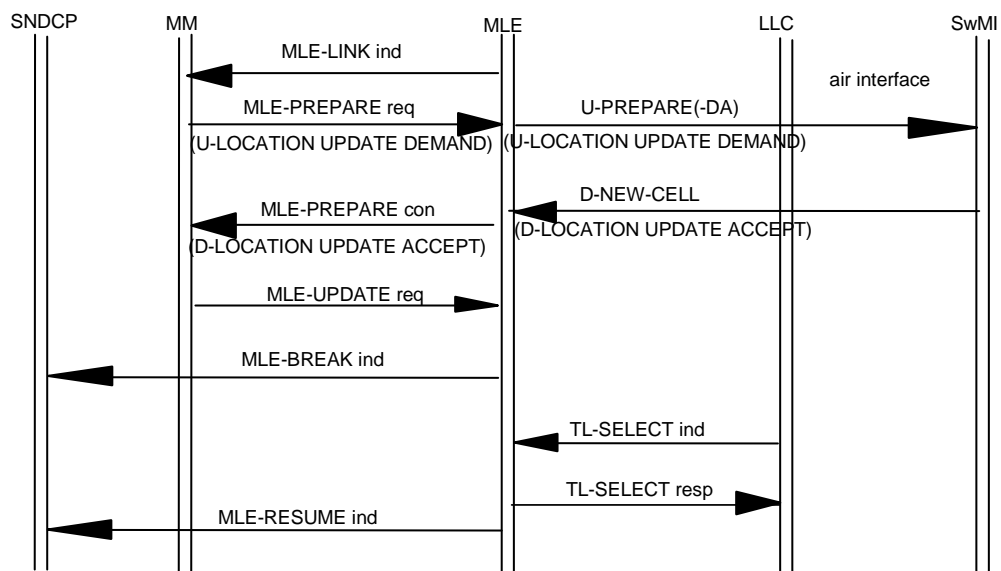 SNDCP MM MLE LLC SwMI
MLE-LINK ind
air interface
MLE-PREPARE req U-PREPARE(-DA)
(U-LOCATION UPDATE DEMAND) (U-LOCATION UPDATE DEMAND)
D-NEW-CELL
MLE-PREPARE con
(D-LOCATION UPDATE ACCEPT) (D-LOCATION UPDATE ACCEPT)
MLE-UPDATE req
MLE-BREAK ind
TL-SELECT ind
TL-SELECT resp
MLE-RESUME ind